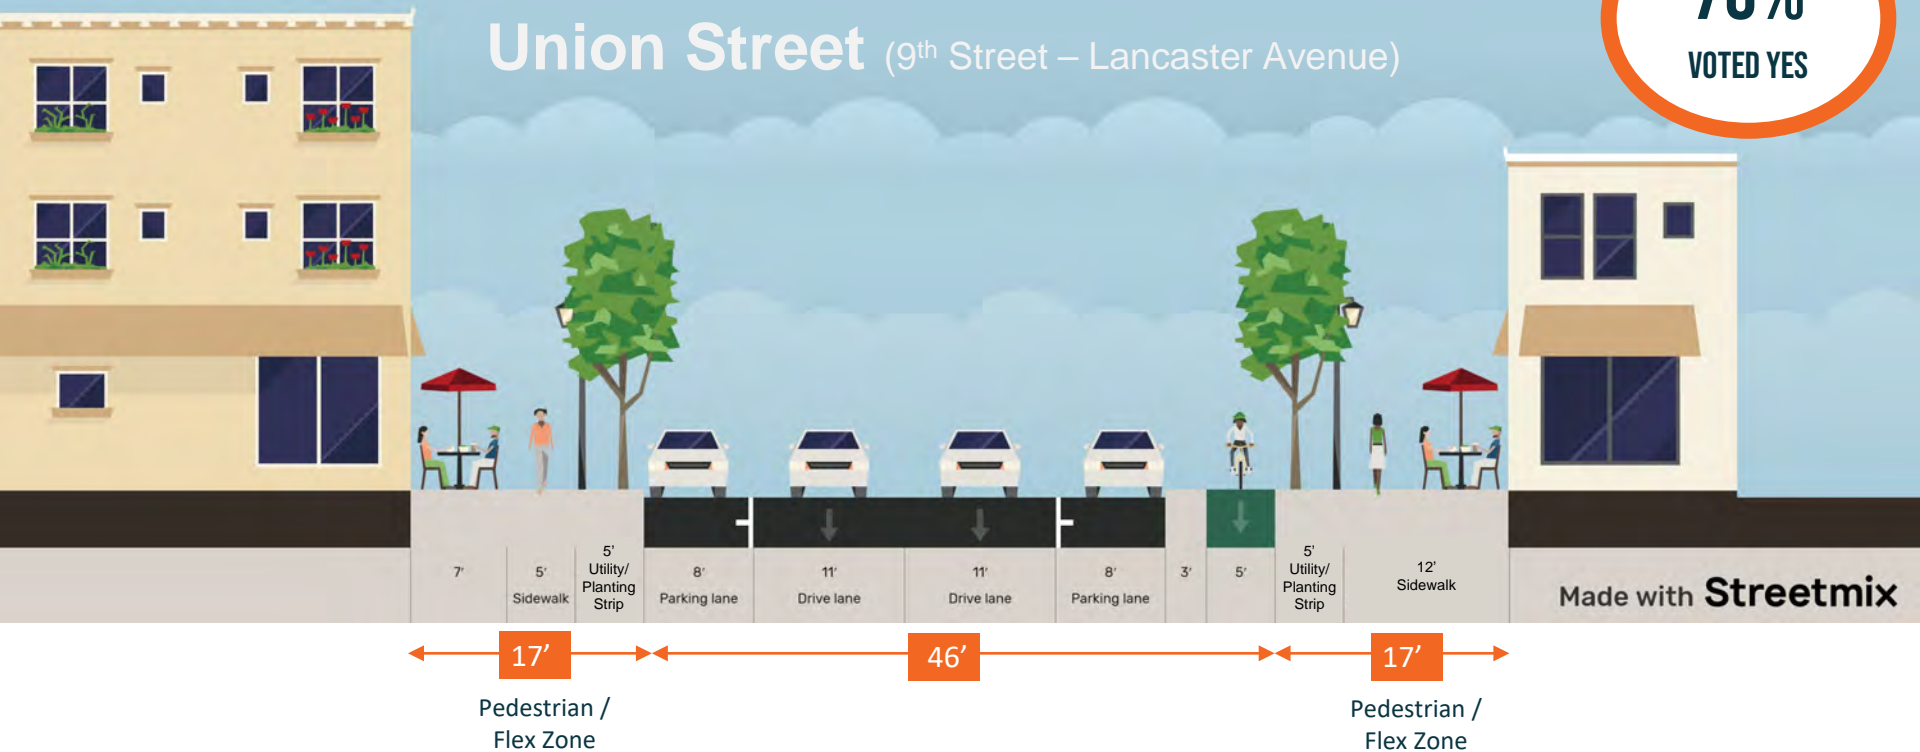 Union Street (9th Street – Lancaster Avenue)
VOTED YES
7'
5'
Sidewalk
5'
Utility/
Planting
Strip
8'
Parking lane
11'
Drive lane
11'
Drive lane
8'
Parking lane
3'
5'
5'
Utility/
Planting
Strip
12'
Sidewalk
Made with Streetmix
17'
46'
17'
Pedestrian /
Flex Zone
Pedestrian /
Flex Zone